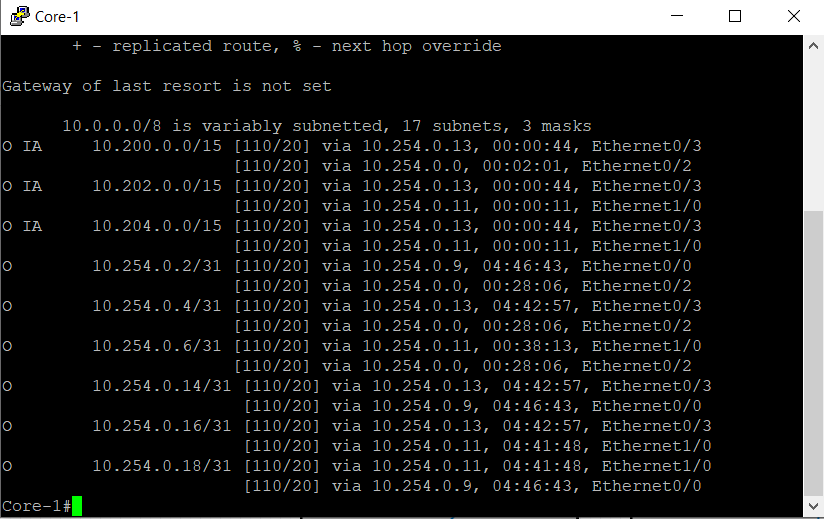 Core-1
+ - replicated route, % - next hop override
Gateway of last resort is not set
10.0.0.0/8 is variably subnetted, 17 subnets, 3 masks
O IA     10.200.0.0/15 [110/20] via 10.254.0.13, 00:00:44, Ethernet0/3
[110/20] via 10.254.0.0, 00:02:01, Ethernet0/2
O IA     10.202.0.0/15 [110/20] via 10.254.0.13, 00:00:44, Ethernet0/3
[110/20] via 10.254.0.11, 00:00:11, Ethernet1/0
O IA     10.204.0.0/15 [110/20] via 10.254.0.13, 00:00:44, Ethernet0/3
[110/20] via 10.254.0.11, 00:00:11, Ethernet1/0
O        10.254.0.2/31 [110/20] via 10.254.0.9, 04:46:43, Ethernet0/0
[110/20] via 10.254.0.0, 00:28:06, Ethernet0/2
O        10.254.0.4/31 [110/20] via 10.254.0.13, 04:42:57, Ethernet0/3
[110/20] via 10.254.0.0, 00:28:06, Ethernet0/2
O        10.254.0.6/31 [110/20] via 10.254.0.11, 00:38:13, Ethernet1/0
[110/20] via 10.254.0.0, 00:28:06, Ethernet0/2
O        10.254.0.14/31 [110/20] via 10.254.0.13, 04:42:57, Ethernet0/3
[110/20] via 10.254.0.9, 04:46:43, Ethernet0/0
O        10.254.0.16/31 [110/20] via 10.254.0.13, 04:42:57, Ethernet0/3
[110/20] via 10.254.0.11, 04:41:48, Ethernet1/0
O        10.254.0.18/31 [110/20] via 10.254.0.11, 04:41:48, Ethernet1/0
[110/20] via 10.254.0.9, 04:46:43, Ethernet0/0
Core-1#